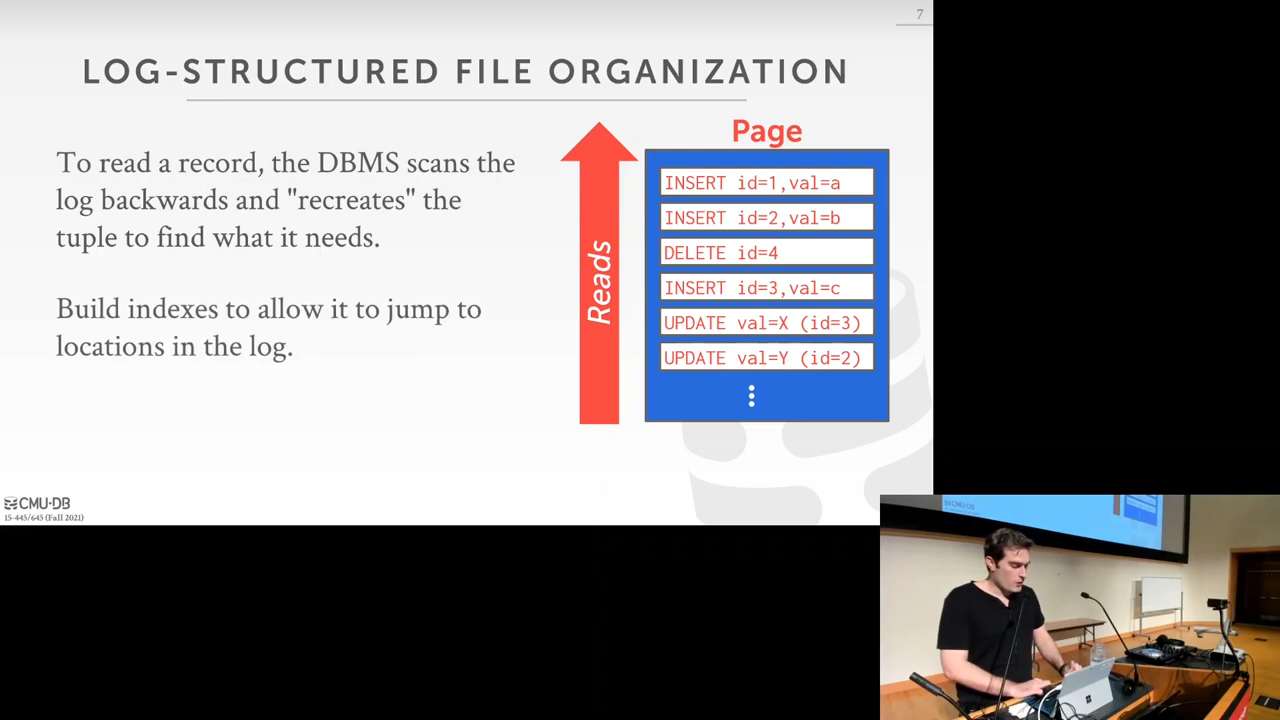 7
LOG-STRUCTURED FILE ORGANIZATION
To read a record, the DBMS scans the
log backwards and "recreates" the
tuple to find what it needs.
Build indexes to allow it to jump to
locations in the log.
Reads
Page
INSERT id=1,val=a
INSERT id=2,val=b
DELETE id=4
INSERT id=3,val=c
UPDATE val=X (id=3)
UPDATE val=Y (id=2)
CMU·DB
15-445/645 (Fall 2021)
CMU·DB